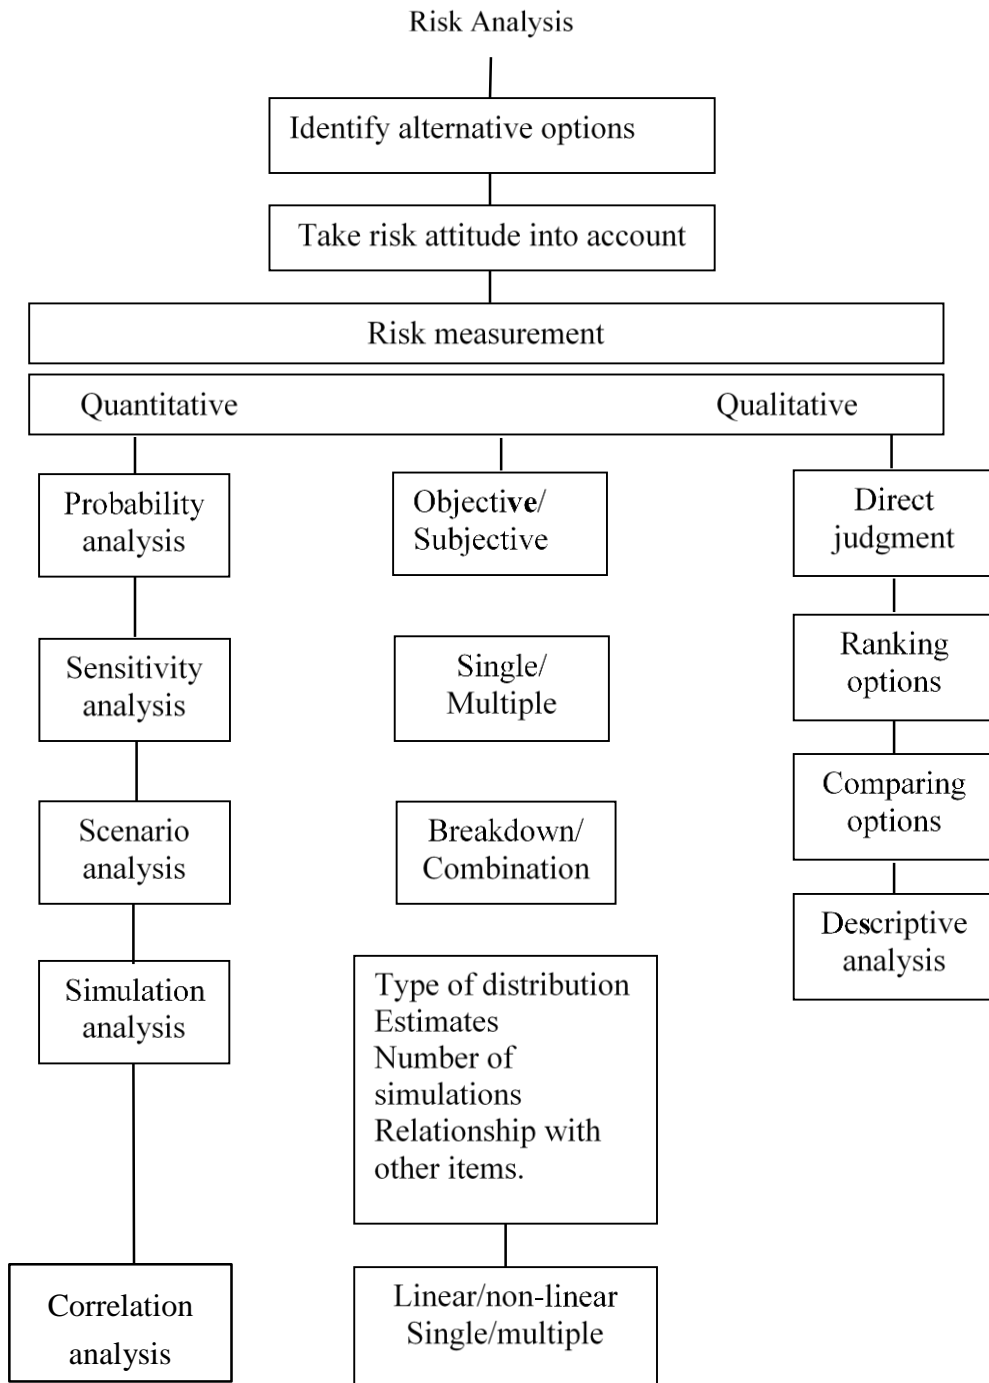 Risk Analysis
Identify alternative options
Take risk attitude into account
Risk measurement
Quantitative
Qualitative
Probability
analysis
Objective/
Subjective
Direct
judgment
Sensitivity
analysis
Single/
Multiple
Ranking
options
Scenario
analysis
Breakdown/
Combination
Comparing
options
Simulation
analysis
Type of distribution
Estimates
Number of
simulations
Relationship with
other items.
Descriptive
analysis
Correlation
analysis
Linear/non-linear
Single/multiple